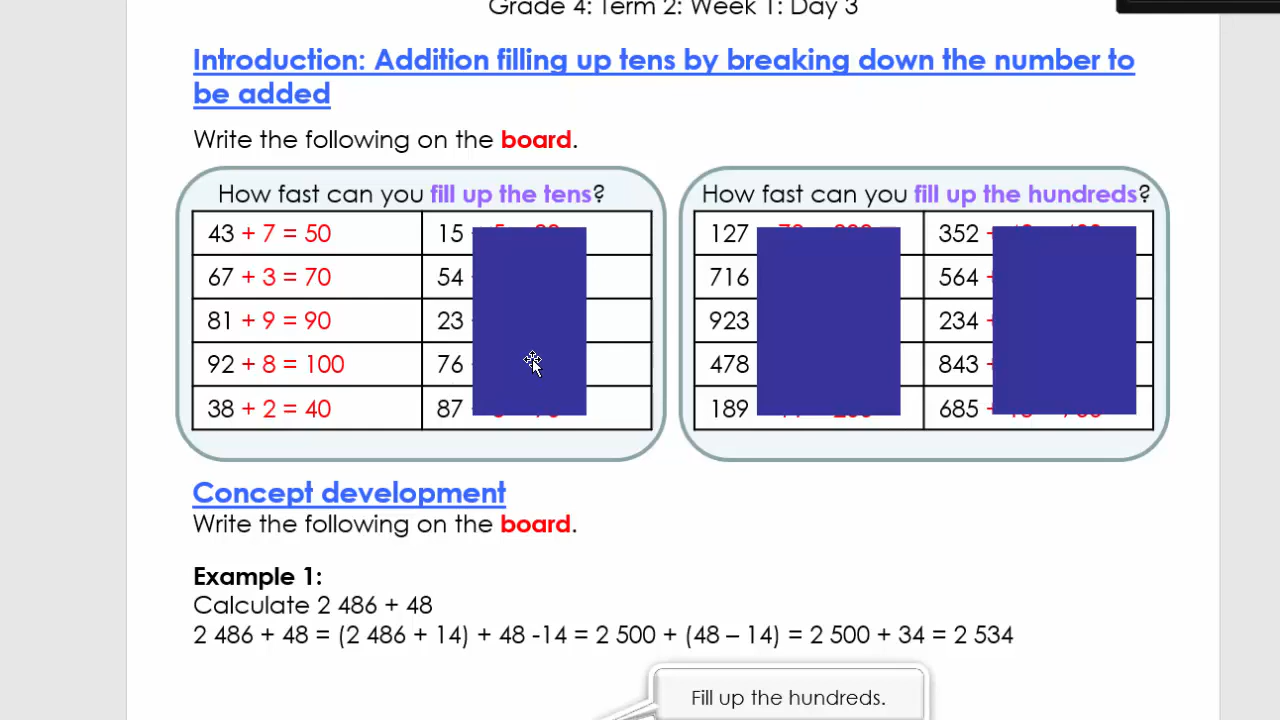 Grade 4: Term 2: Week 1: Day 3
Introduction: Addition filling up tens by breaking down the number to
be added
Write the following on the board.
How fast can you fill up the tens?
43 + 7 = 50 15
67 + 3 = 70 54
81 + 9 = 90 23
92 + 8 = 100 76
38 + 2 = 40 87
How fast can you fill up the hundreds?
127 352
716 564
923 234
478 843
189 685
Concept development
Write the following on the board.
Example 1:
Calculate 2 486 + 48
2 486 + 48 = (2 486 + 14) + 48 -14 = 2 500 + (48 – 14) = 2 500 + 34 = 2 534
Fill up the hundreds.